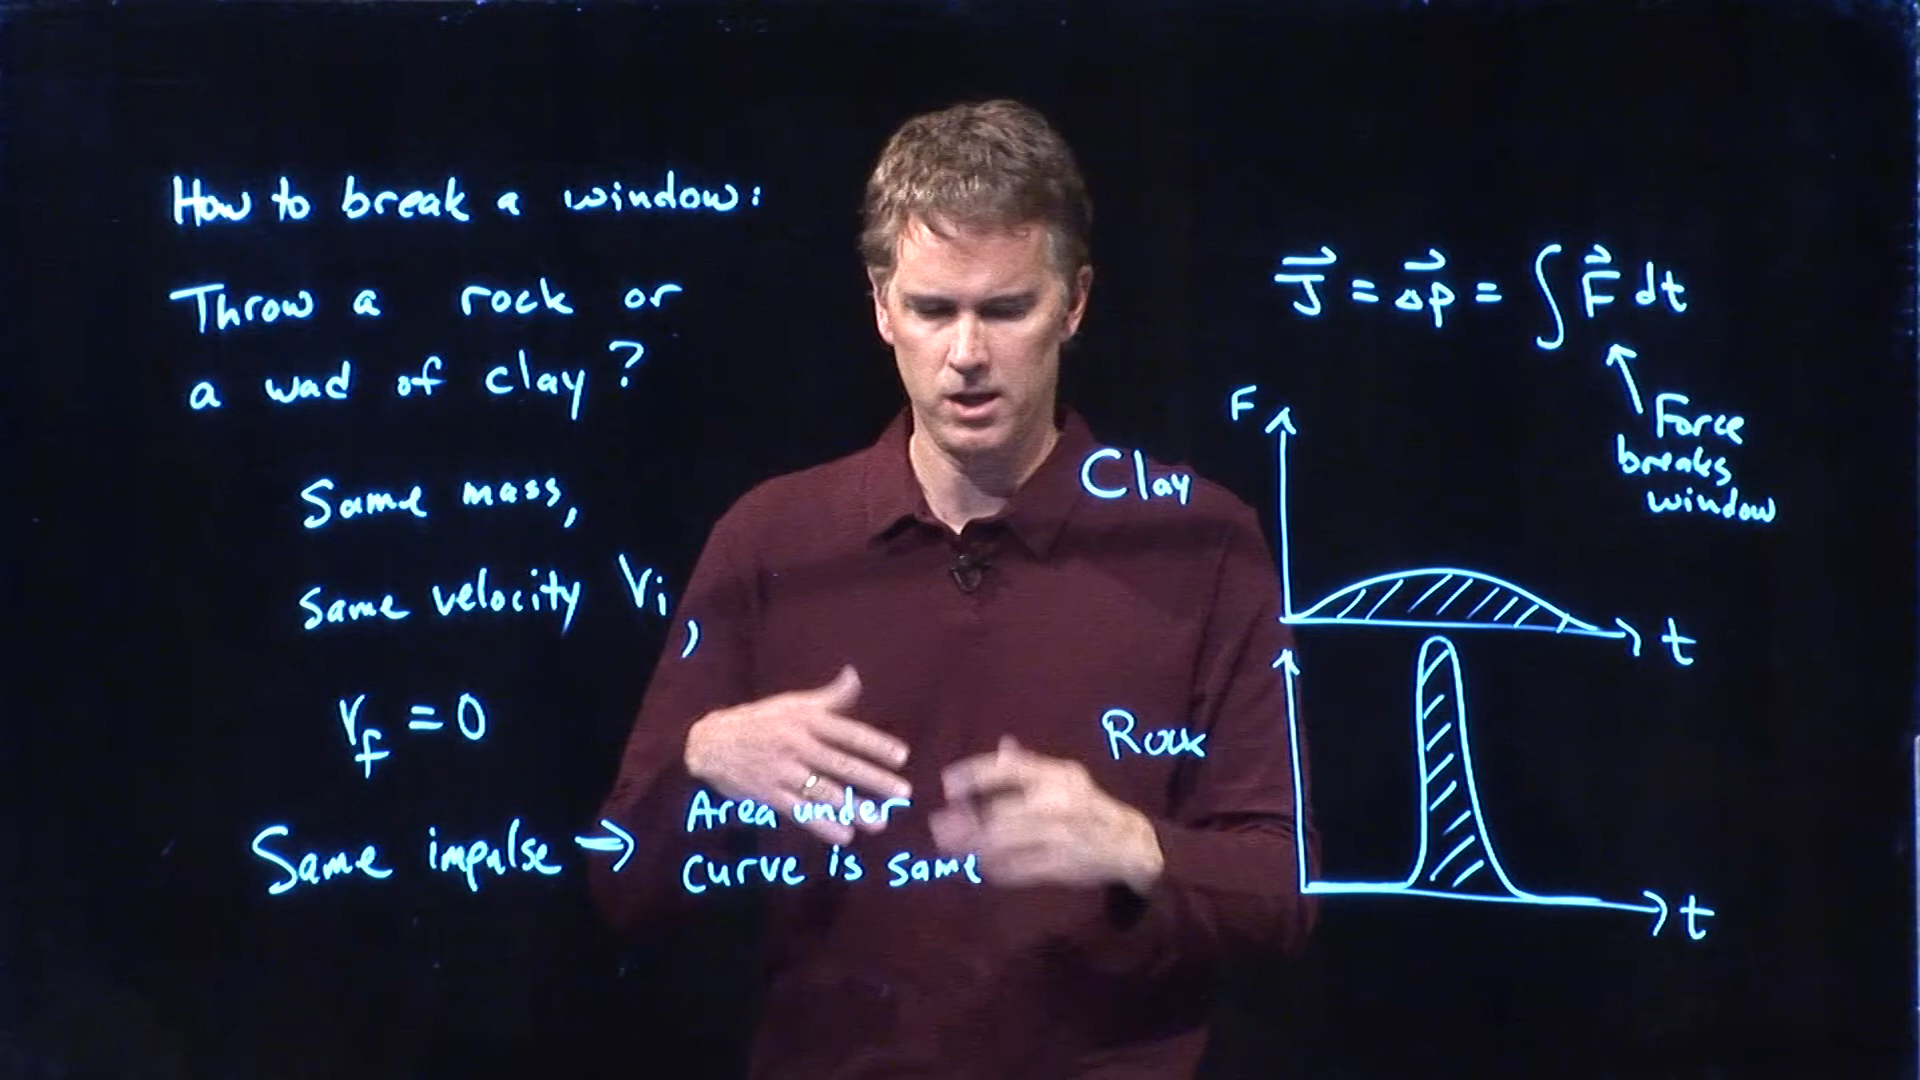 How to break a window:
Throw a rock or
a wad of clay?
Same mass,
same velocity Vi,
Vf = 0
Same impulse →
Area under
curve is same
J⃗ = Δp⃗ = ∫ F⃗ dt
Force
breaks
window
F
Clay
t
Rock
t